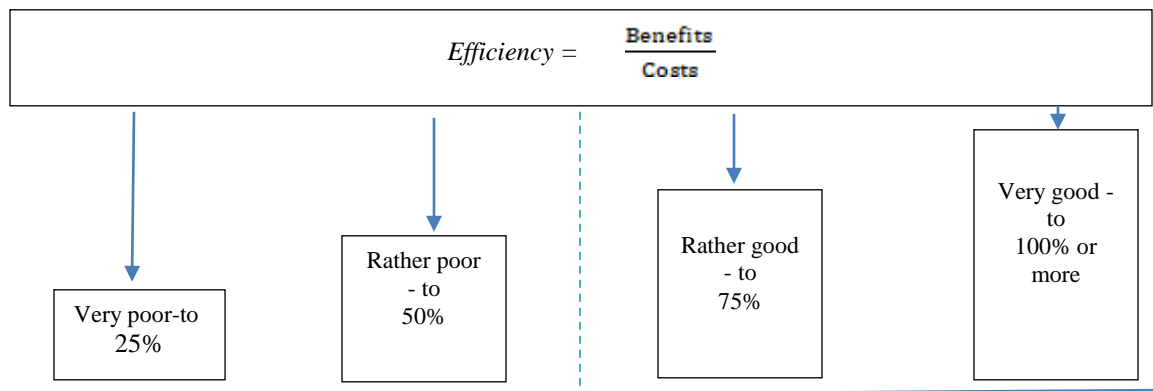 Efficiency = Benefits
Costs
Very poor-to
25%
Rather poor
- to
50%
Rather good
- to
75%
Very good -
to
100% or
more